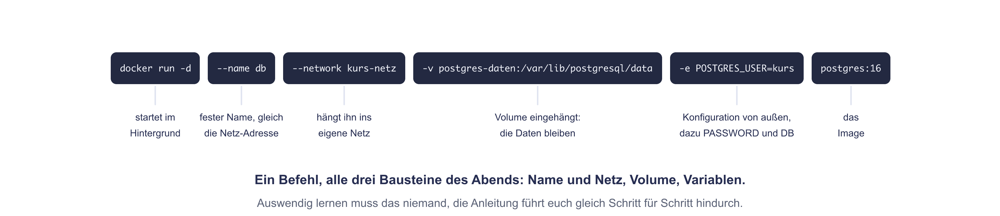 docker run -d --name db --network kurs-netz -v postgres-daten:/var/lib/postgresql/data -e POSTGRES_USER=kurs postgres:16
startet im
Hintergrund
fester Name, gleich
die Netz-Adresse
hängt ihn ins
eigene Netz
Volume eingehängt:
die Daten bleiben
Konfiguration von außen,
dazu PASSWORD und DB
das
Image
Ein Befehl, alle drei Bausteine des Abends: Name und Netz, Volume, Variablen.
Auswendig lernen muss das niemand, die Anleitung führt euch gleich Schritt für Schritt hindurch.